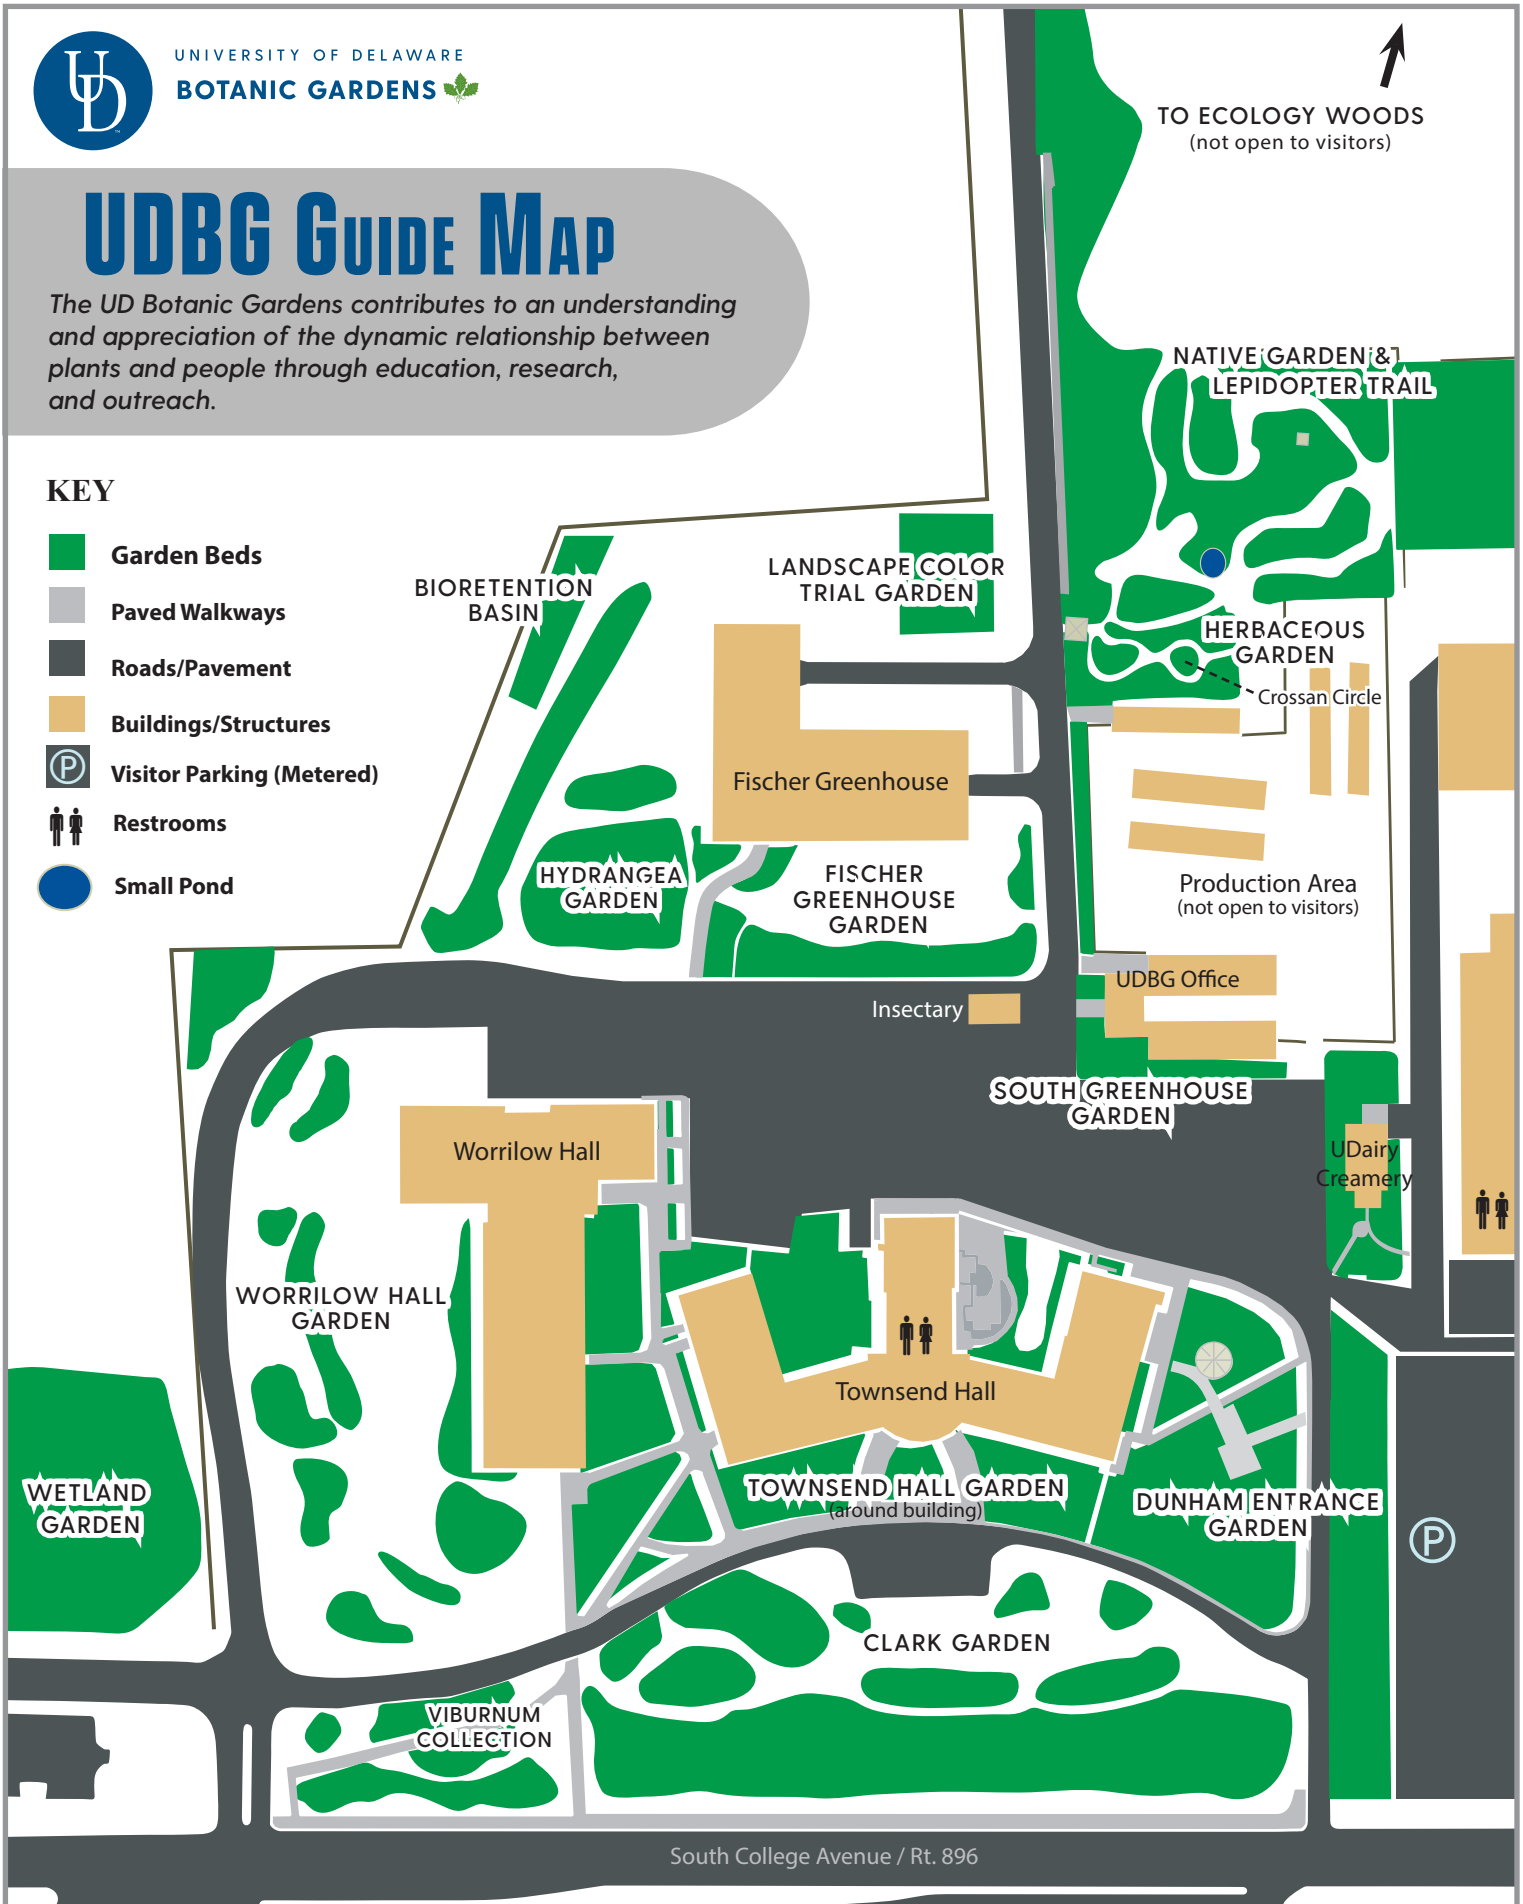 UD
UNIVERSITY OF DELAWARE
BOTANIC GARDENS
UDBG GUIDE MAP
The UD Botanic Gardens contributes to an understanding
and appreciation of the dynamic relationship between
plants and people through education, research,
and outreach.
TO ECOLOGY WOODS
(not open to visitors)
KEY
Garden Beds
Paved Walkways
Roads/Pavement
Buildings/Structures
P
Visitor Parking (Metered)
Restrooms
Small Pond
NATIVE GARDEN &
LEPIDOPTER TRAIL
BIORETENTION
BASIN
LANDSCAPE COLOR
TRIAL GARDEN
HERBACEOUS
GARDEN
Crossan Circle
Fischer Greenhouse
HYDRANGEA
GARDEN
FISCHER
GREENHOUSE
GARDEN
Production Area
(not open to visitors)
UDBG Office
Insectary
SOUTH GREENHOUSE
GARDEN
Worrilow Hall
UDairy
Creamery
WORRILOW HALL
GARDEN
Townsend Hall
WETLAND
GARDEN
TOWNSEND HALL GARDEN
(around building)
DUNHAM ENTRANCE
GARDEN
P
CLARK GARDEN
VIBURNUM
COLLECTION
South College Avenue / Rt. 896